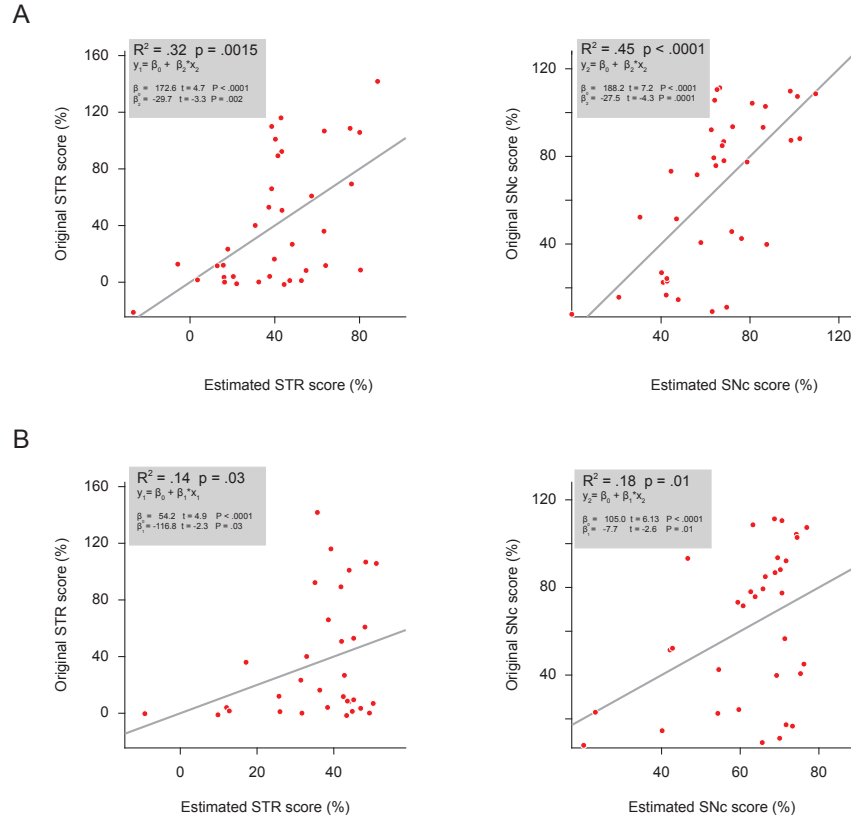 A
R² = .32 p = .0015
y₁= β₀ + β₂*x₂
β₀ = 172.6 t = 4.7 P < .0001
β₂ = -29.7 t = -3.3 P = .002
160
120
80
40
0
Original STR score (%)
0 40 80
Estimated STR score (%)
R² = .45 p < .0001
y₂= β₀ + β₂*x₂
β₀ = 188.2 t = 7.2 P < .0001
β₂ = -27.5 t = -4.3 P = .0001
120
80
40
Original SNc score (%)
40 80 120
Estimated SNc score (%)
B
R² = .14 p = .03
y₁= β₀ + β₁*x₁
β₀ = 54.2 t = 4.9 P < .0001
β₁ = -116.8 t = -2.3 P = .03
160
120
80
40
0
Original STR score (%)
0 20 40
Estimated STR score (%)
R² = .18 p = .01
y₂= β₀ + β₁*x₂
β₀ = 105.0 t = 6.13 P < .0001
β₁ = -7.7 t = -2.6 P = .01
120
80
40
Original SNc score (%)
40 60 80
Estimated SNc score (%)